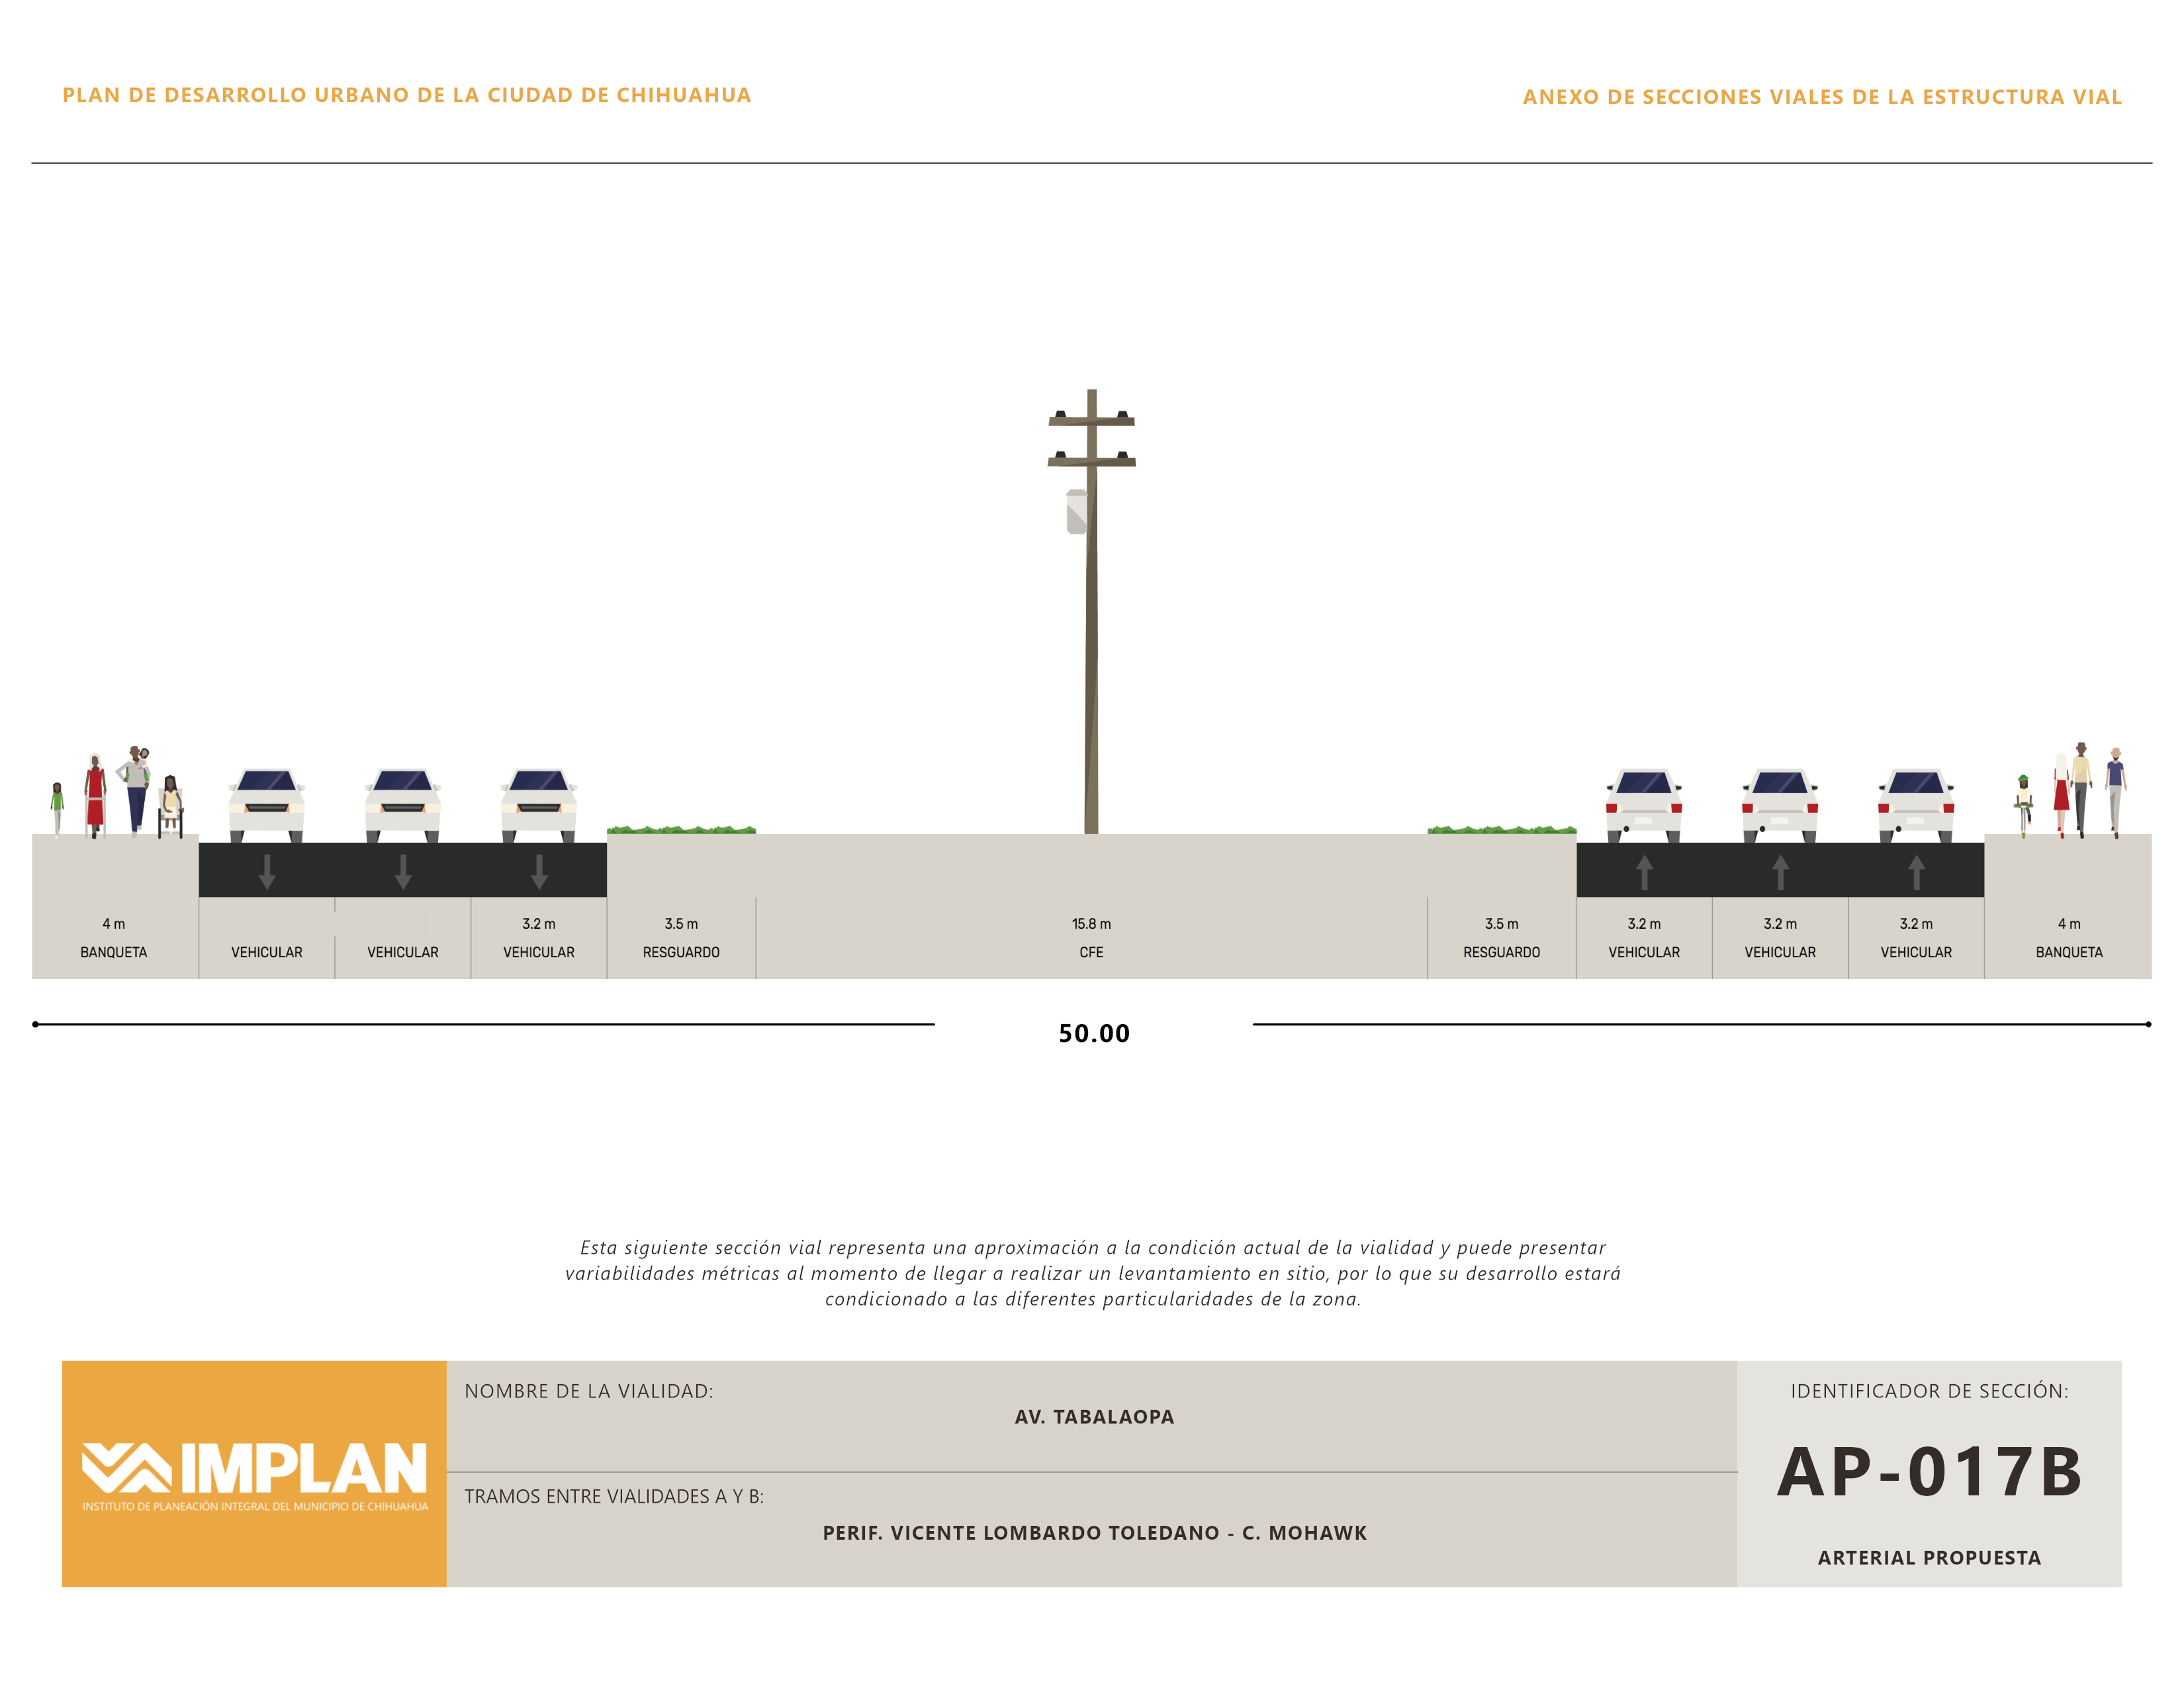 PLAN DE DESARROLLO URBANO DE LA CIUDAD DE CHIHUAHUA
ANEXO DE SECCIONES VIALES DE LA ESTRUCTURA VIAL
4 m
BANQUETA
VEHICULAR
VEHICULAR
3.2 m
VEHICULAR
3.5 m
RESGUARDO
15.8 m
CFE
3.5 m
RESGUARDO
3.2 m
VEHICULAR
3.2 m
VEHICULAR
3.2 m
VEHICULAR
4 m
BANQUETA
50.00
Esta siguiente sección vial representa una aproximación a la condición actual de la vialidad y puede presentar
variabilidades métricas al momento de llegar a realizar un levantamiento en sitio, por lo que su desarrollo estará
condicionado a las diferentes particularidades de la zona.
IMPLAN
INSTITUTO DE PLANEACIÓN INTEGRAL DEL MUNICIPIO DE CHIHUAHUA
NOMBRE DE LA VIALIDAD:
AV. TABALAOPA
TRAMOS ENTRE VIALIDADES A Y B:
PERIF. VICENTE LOMBARDO TOLEDANO - C. MOHAWK
IDENTIFICADOR DE SECCIÓN:
AP-017B
ARTERIAL PROPUESTA